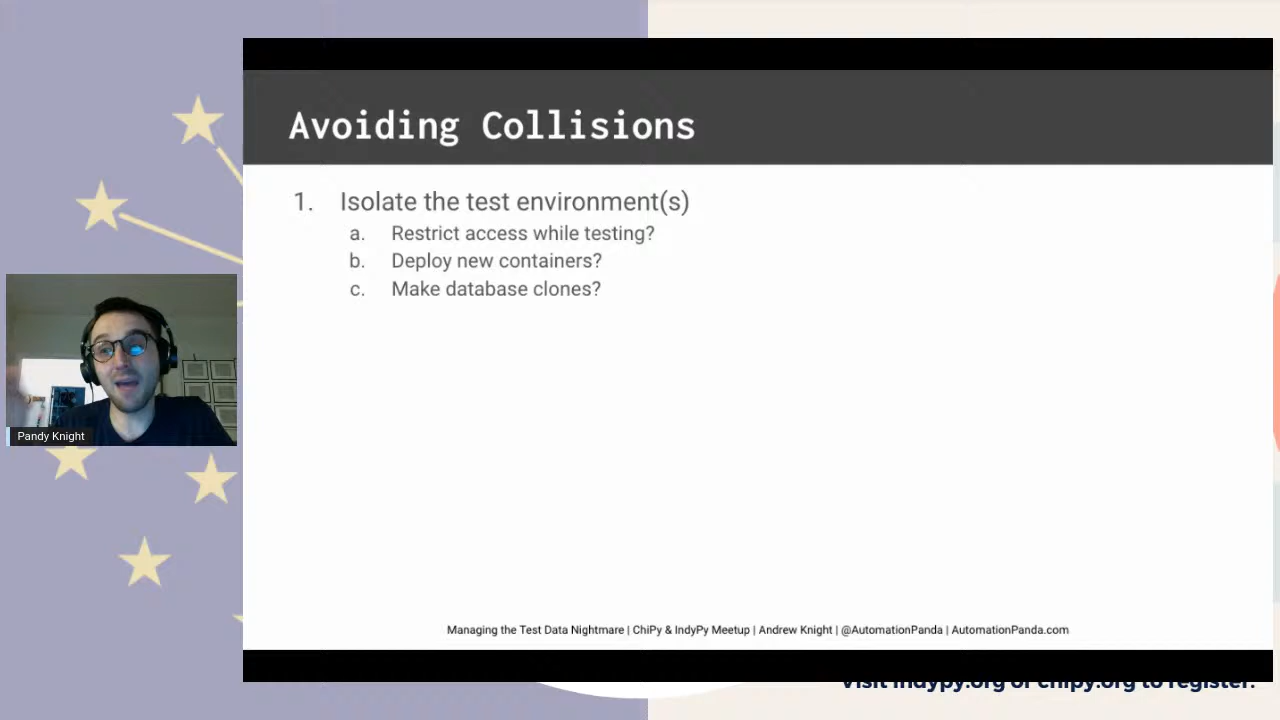 Avoiding Collisions
1. Isolate the test environment(s)
a. Restrict access while testing?
b. Deploy new containers?
c. Make database clones?
Pandy Knight
Managing the Test Data Nightmare | ChiPy & IndyPy Meetup | Andrew Knight | @AutomationPanda | AutomationPanda.com
Visit indypy.org or chipy.org to register.